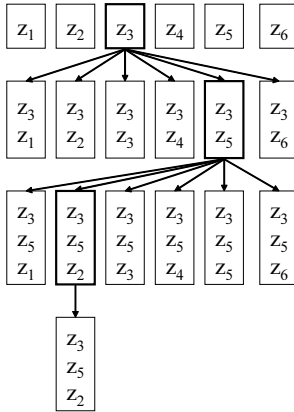 z₁ z₂ z₃ z₄ z₅ z₆
z₃ z₃ z₃ z₃ z₃ z₃
z₁ z₂ z₃ z₄ z₅ z₆
z₃ z₃ z₃ z₃ z₃ z₃
z₅ z₅ z₅ z₅ z₅ z₅
z₁ z₂ z₃ z₄ z₅ z₆
z₃
z₅
z₂